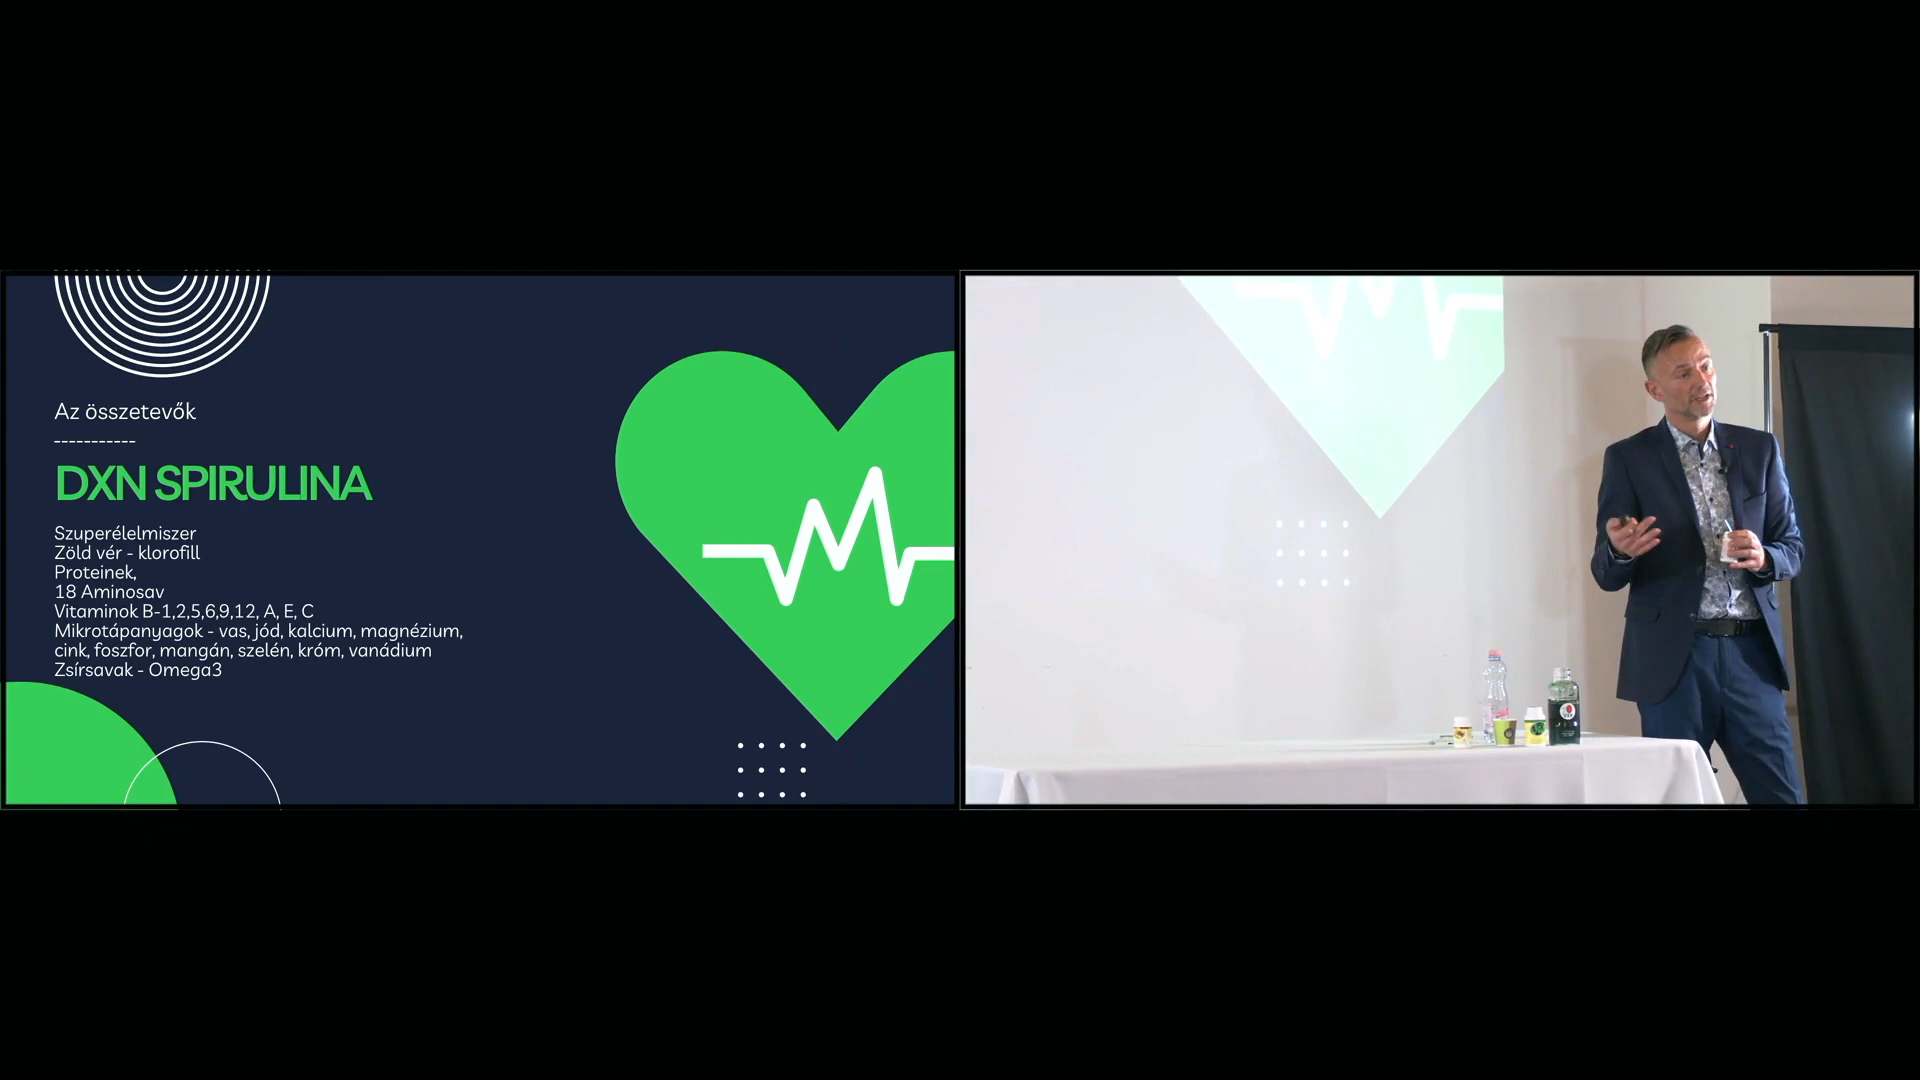 Az összetevők
-----------
DXN SPIRULINA
Szuperélelmiszer
Zöld vér - klorofill
Proteinek,
18 Aminosav
Vitaminok B-1,2,5,6,9,12, A, E, C
Mikrotápanyagok - vas, jód, kalcium, magnézium,
cink, foszfor, mangán, szelén, króm, vanádium
Zsírsavak - Omega3